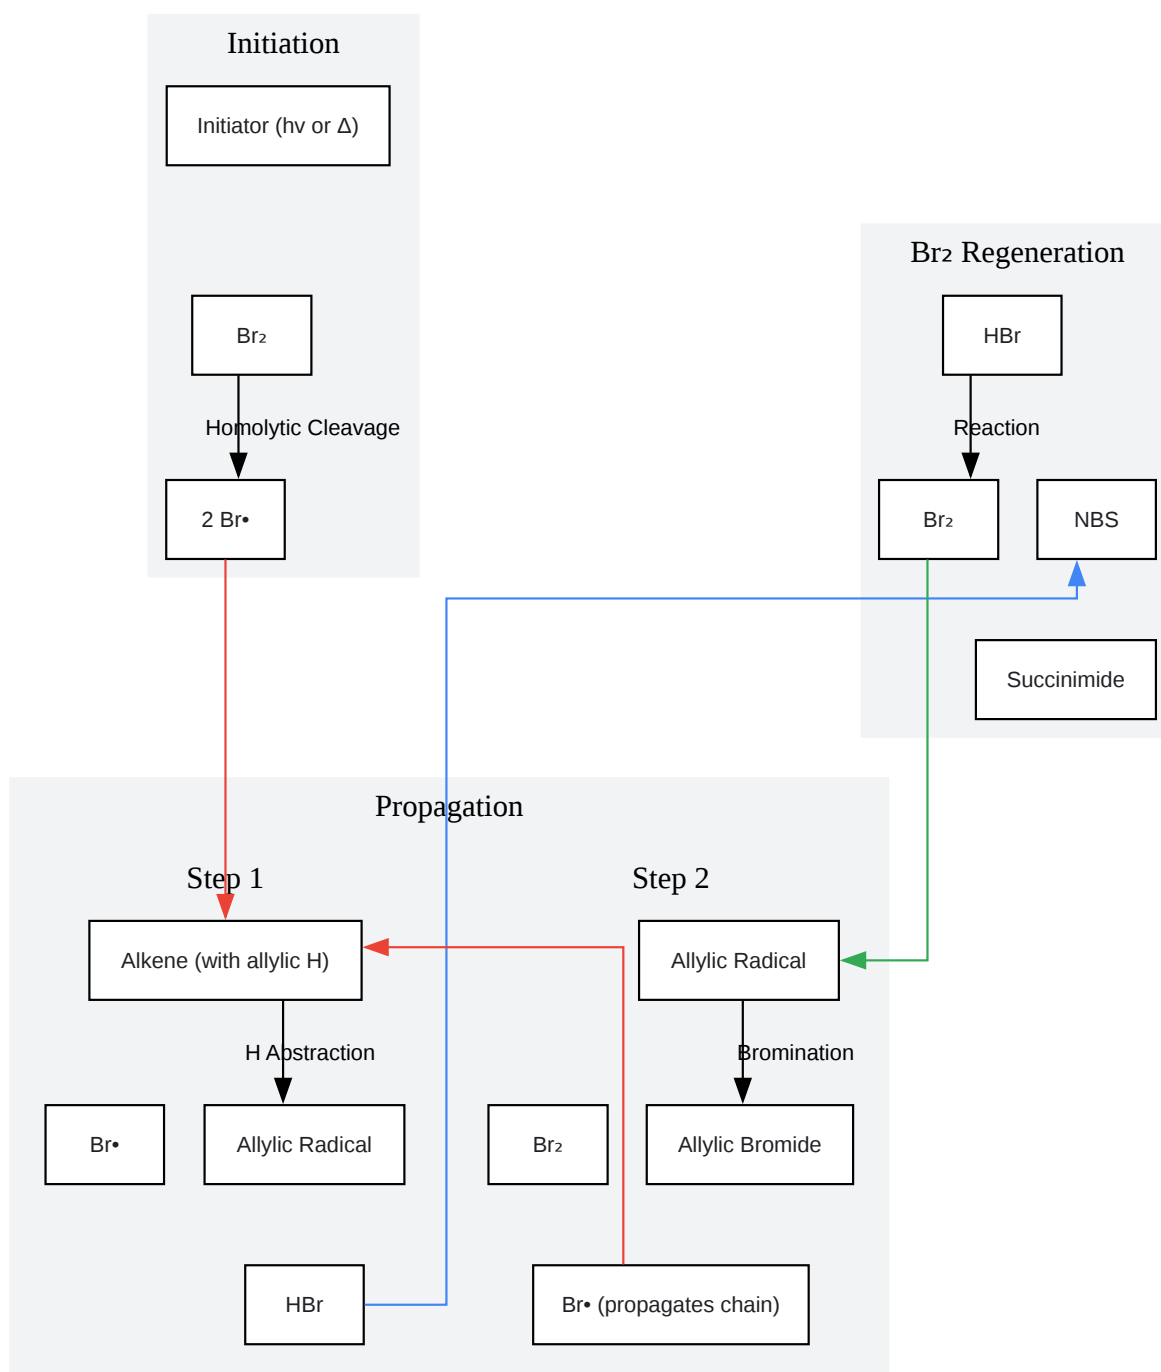 Initiation
Initiator (hv or Δ)
Br₂
Homolytic Cleavage
2 Br•
Br₂ Regeneration
HBr
Reaction
Br₂
NBS
Succinimide
Propagation
Step 1
Alkene (with allylic H)
H Abstraction
Br•
Allylic Radical
HBr
Step 2
Allylic Radical
Bromination
Br₂
Allylic Bromide
Br• (propagates chain)